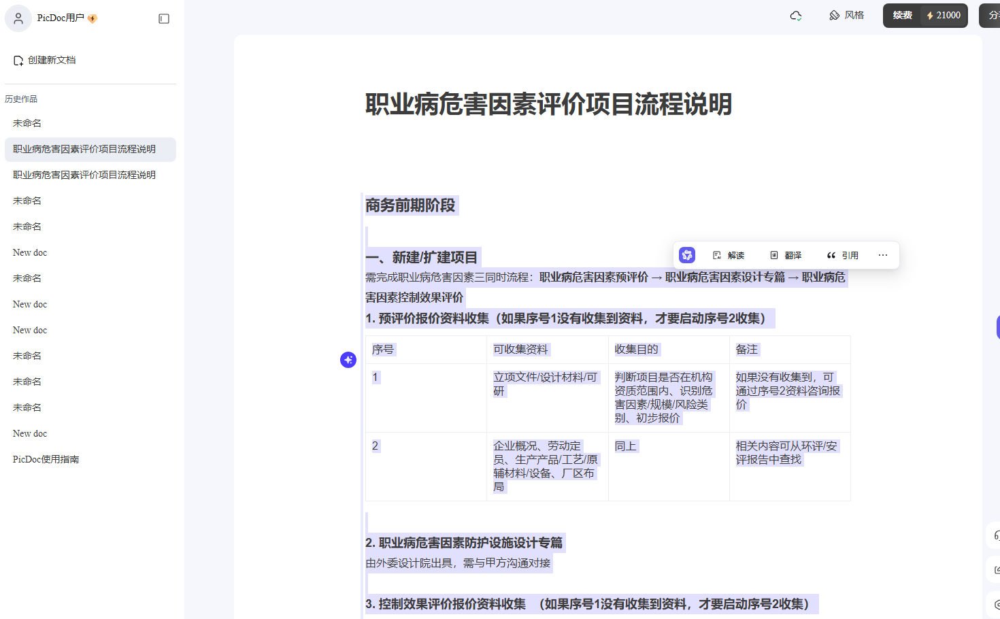 PicDoc用户
创建新文档
历史作品
未命名
职业病危害因素评价项目流程说明
职业病危害因素评价项目流程说明
未命名
未命名
New doc
未命名
New doc
New doc
未命名
未命名
未命名
New doc
PicDoc使用指南
风格
续费
21000
分
职业病危害因素评价项目流程说明
商务前期阶段
解读
翻译
引用
一、新建/扩建项目
需完成职业病危害因素三同时流程：职业病危害因素预评价 → 职业病危害因素设计专篇 → 职业病危
害因素控制效果评价
1. 预评价报价资料收集（如果序号1没有收集到资料，才要启动序号2收集）
序号
可收集资料
收集目的
备注
1
立项文件/设计材料/可
研
判断项目是否在机构
资质范围内、识别危
害因素/规模/风险类
别、初步报价
如果没有收集到，可
通过序号2资料咨询报
价
2
企业概况、劳动定
员、生产产品/工艺/原
辅材料/设备、厂区布
局
同上
相关内容可从环评/安
评报告中查找
2. 职业病危害因素防护设施设计专篇
由外委设计院出具，需与甲方沟通对接
3. 控制效果评价报价资料收集 （如果序号1没有收集到资料，才要启动序号2收集）